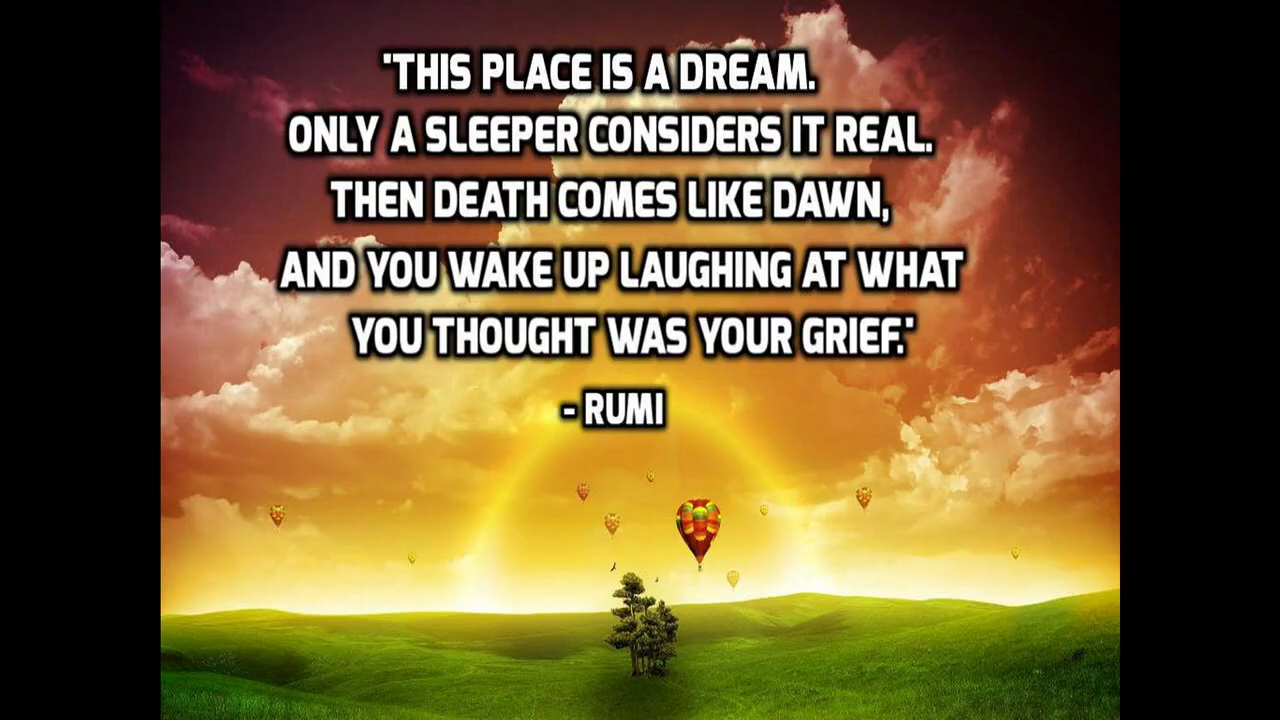 'THIS PLACE IS A DREAM.
ONLY A SLEEPER CONSIDERS IT REAL.
THEN DEATH COMES LIKE DAWN,
AND YOU WAKE UP LAUGHING AT WHAT
YOU THOUGHT WAS YOUR GRIEF.'
- RUMI